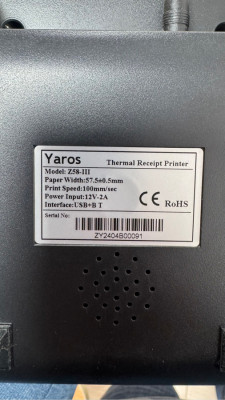 Yaros
Thermal Receipt Printer
Model: Z58-III
Paper Width:57.5±0.5mm
Print Speed:100mm/sec
Power Input:12V-2A
Interface:USB+B T
CE RoHS
Serial No:
ZY2404B00091